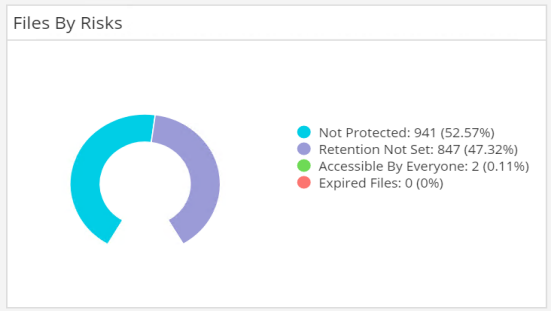 Files By Risks
Not Protected: 941 (52.57%)
Retention Not Set: 847 (47.32%)
Accessible By Everyone: 2 (0.11%)
Expired Files: 0 (0%)